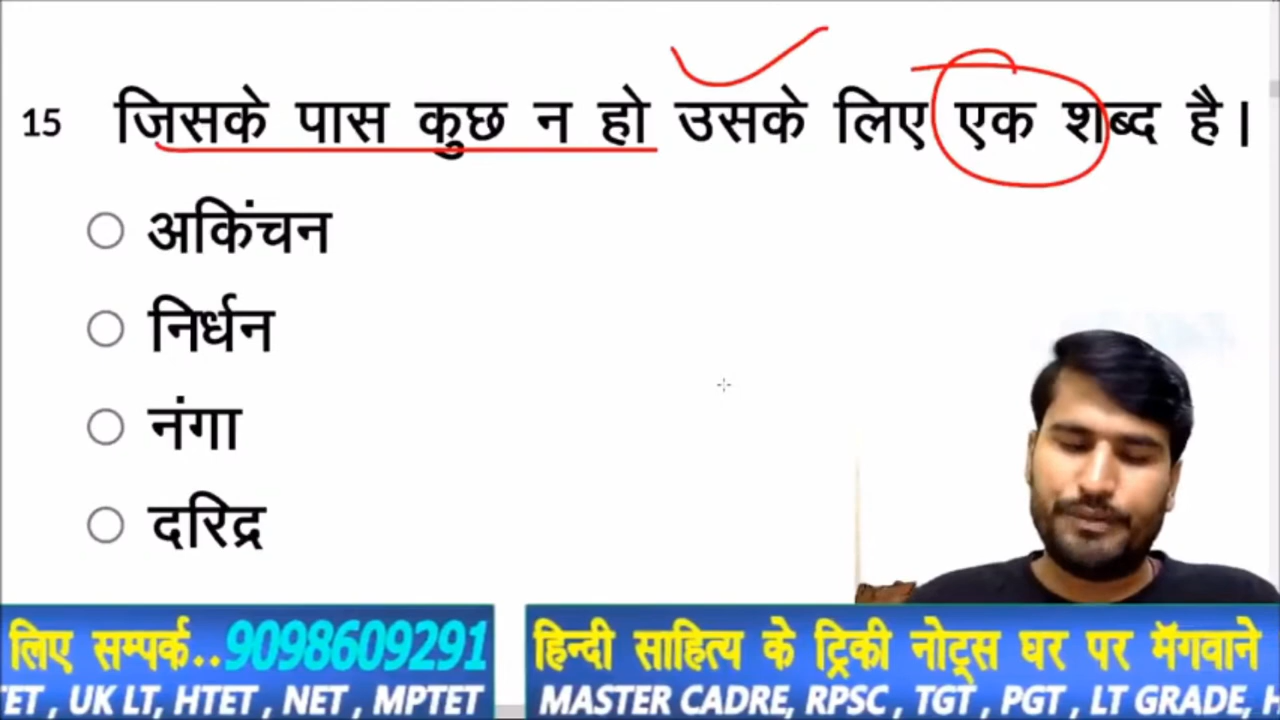 15 जिसके पास कुछ न हो उसके लिए एक शब्द है।
अकिंचन
निर्धन
नंगा
दरिद्र
लिए सम्पर्क..9098609291
हिन्दी साहित्य के ट्रिकी नोट्स घर पर मॅगवाने
TET , UK LT, HTET , NET , MPTET
MASTER CADRE, RPSC , TGT , PGT , LT GRADE, H